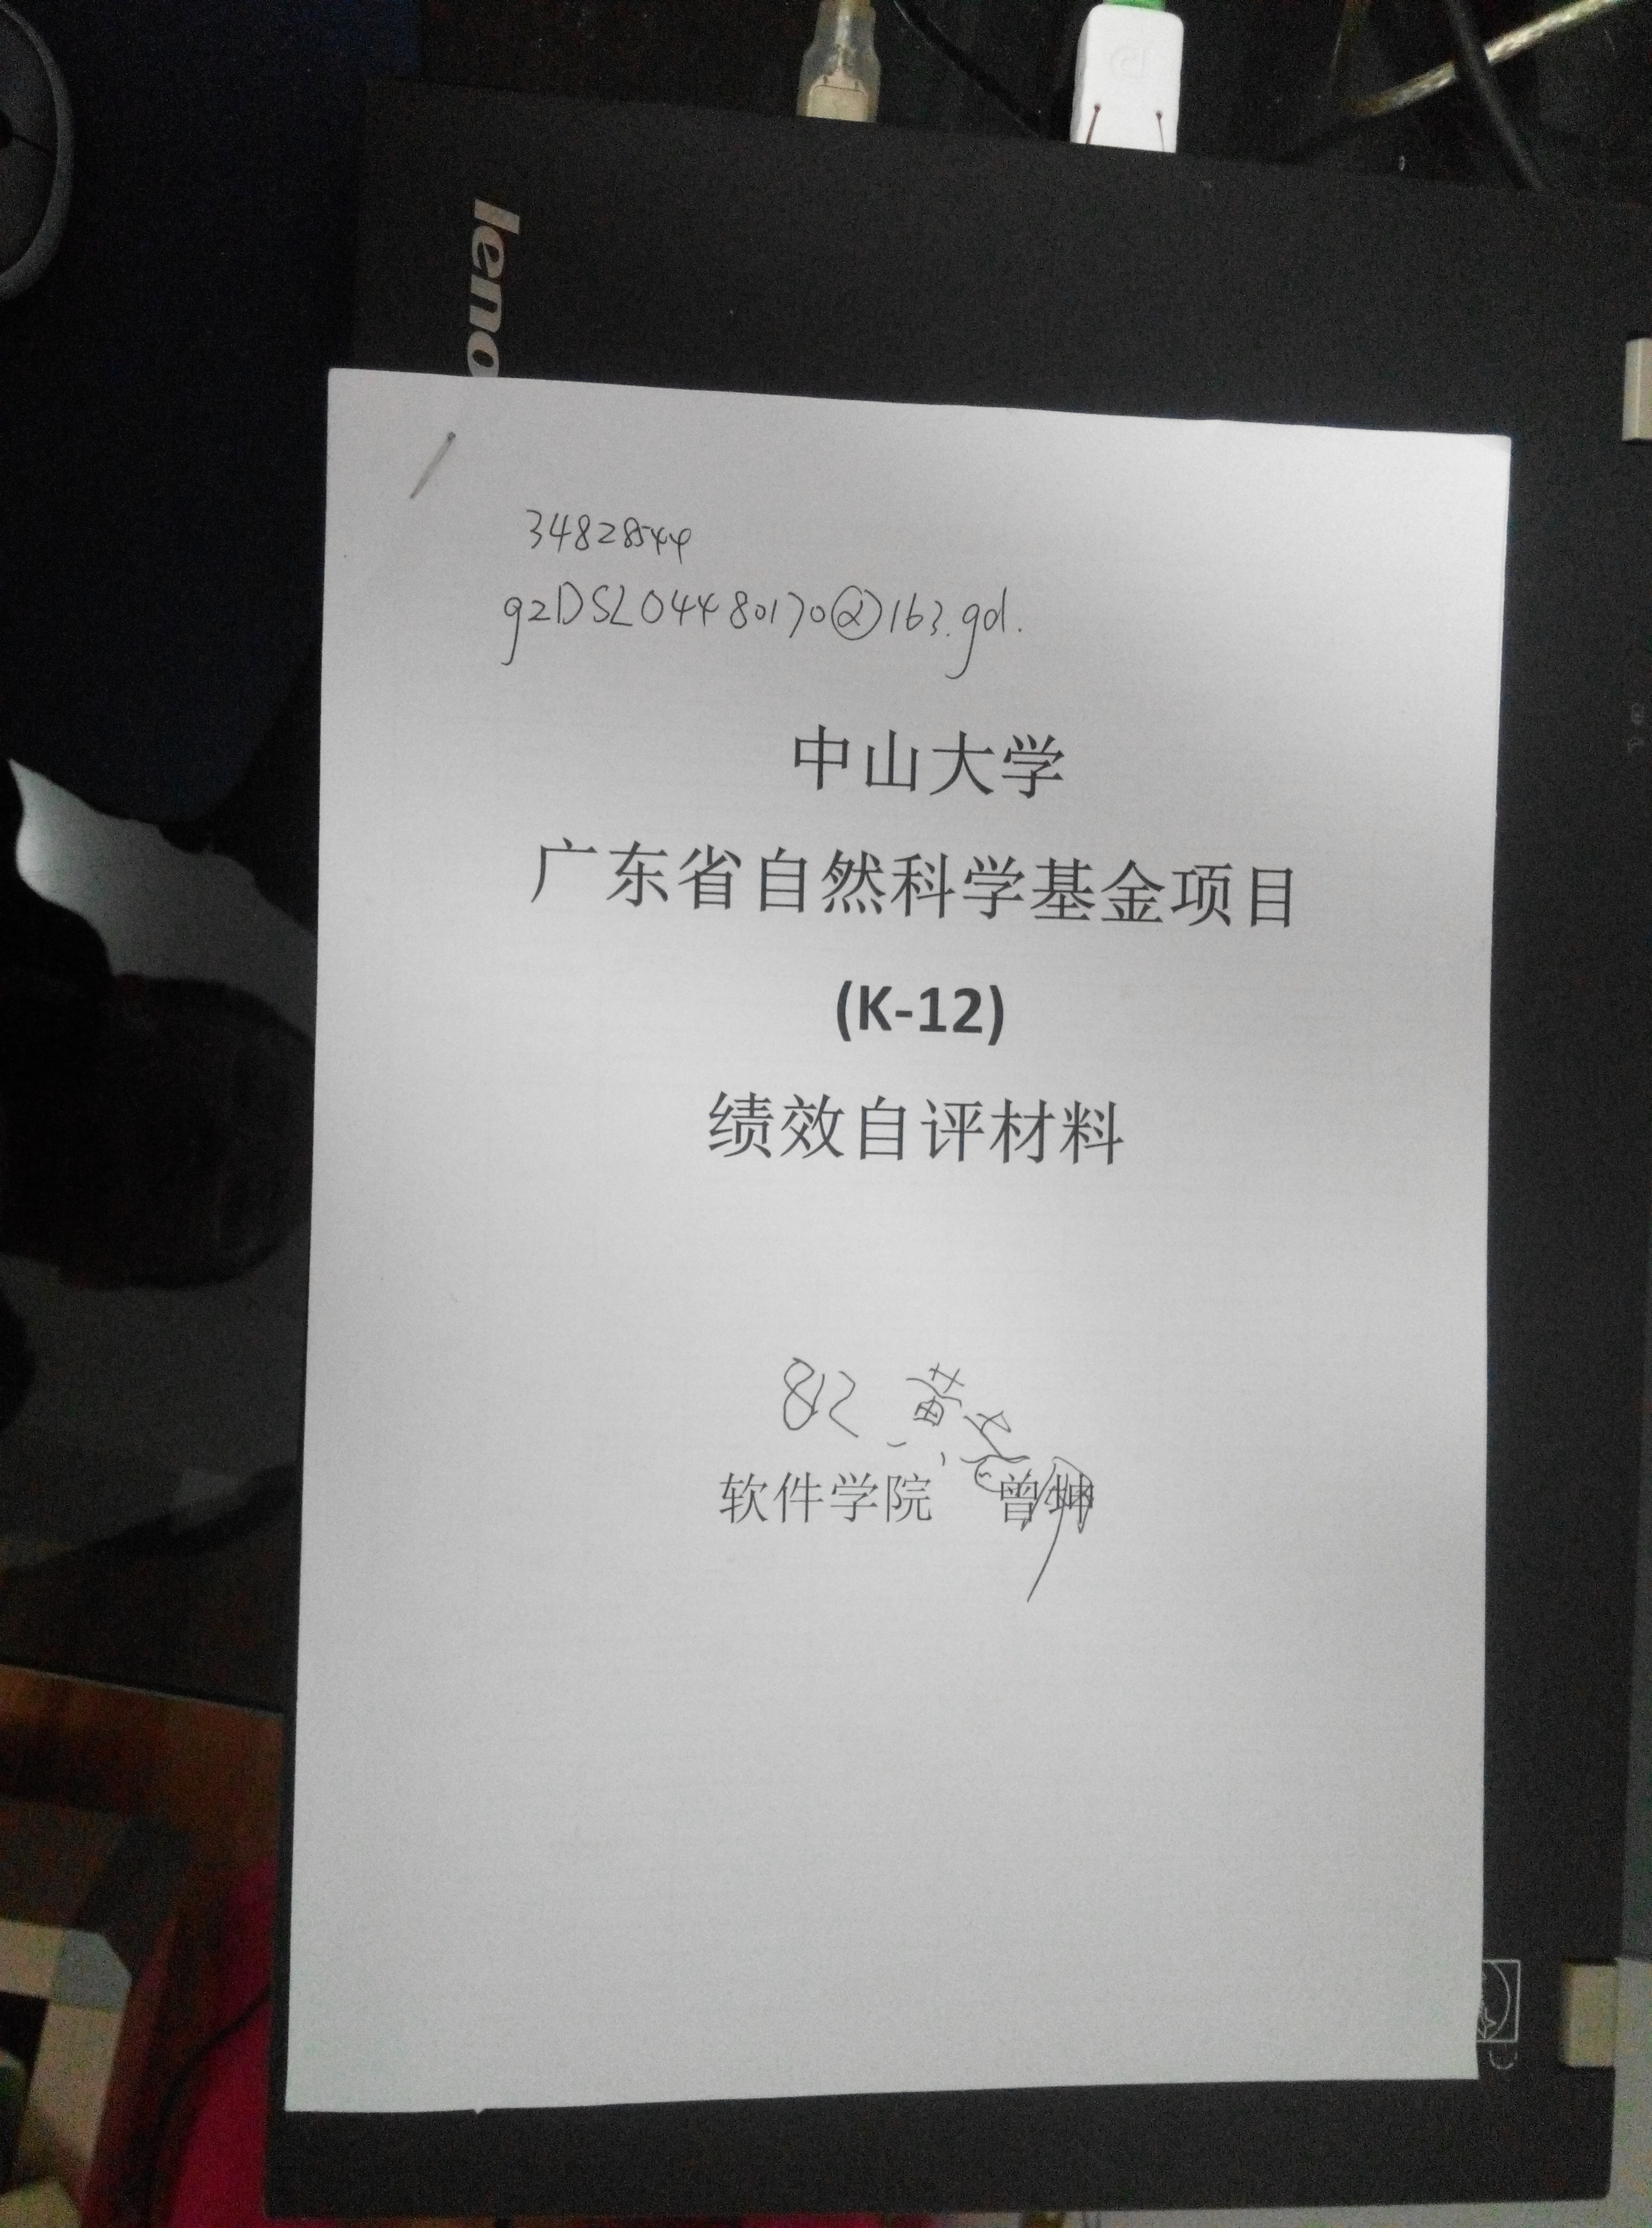 leno
34828544
gzDSL04480170@163.gd.
中山大学
广东省自然科学基金项目
(K-12)
绩效自评材料
812 黄
软件学院 曾坤